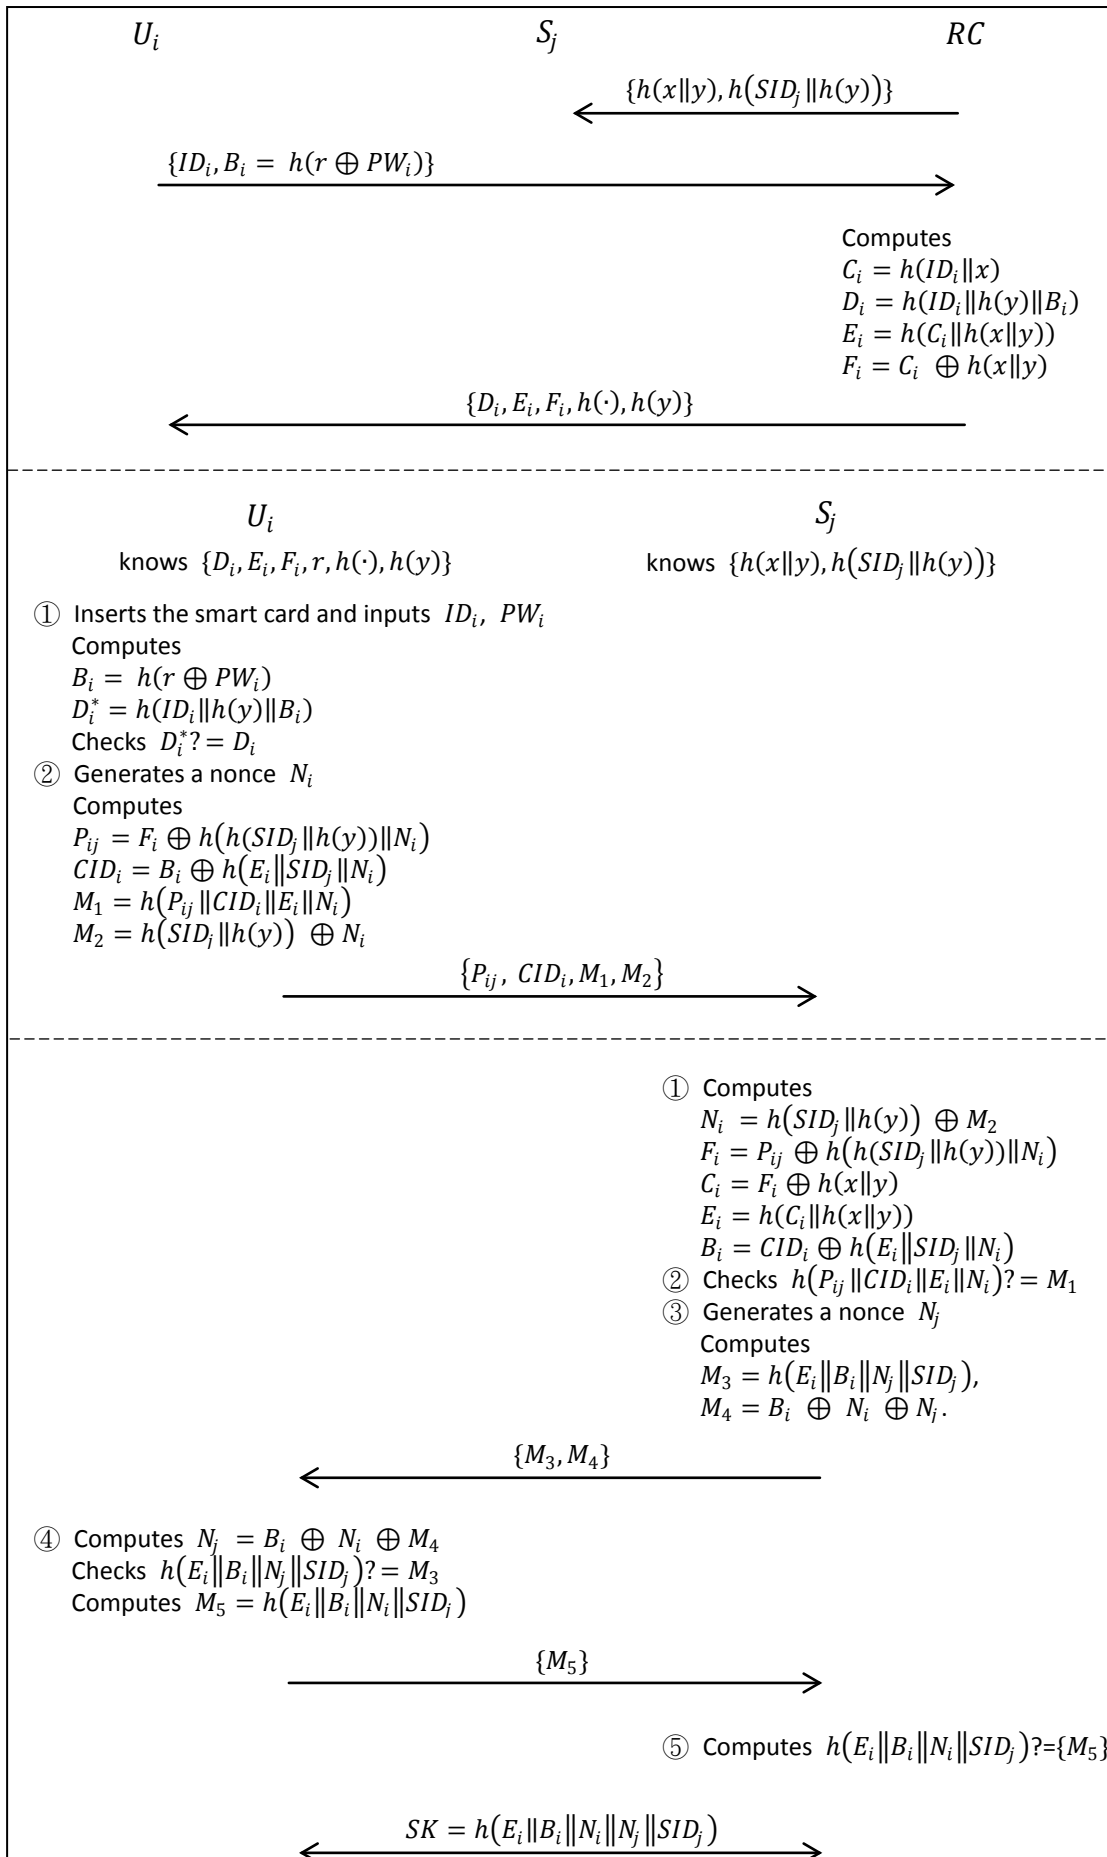 U_i S_j RC
{h(x‖y), h(SID_j‖h(y))}
{ID_i, B_i = h(r ⊕ PW_i)}
Computes
C_i = h(ID_i‖x)
D_i = h(ID_i‖h(y)‖B_i)
E_i = h(C_i‖h(x‖y))
F_i = C_i ⊕ h(x‖y)
{D_i, E_i, F_i, h(·), h(y)}
U_i S_j
knows {D_i, E_i, F_i, r, h(·), h(y)} knows {h(x‖y), h(SID_j‖h(y))}
① Inserts the smart card and inputs ID_i, PW_i
Computes
B_i = h(r ⊕ PW_i)
D_i^* = h(ID_i‖h(y)‖B_i)
Checks D_i^*? = D_i
② Generates a nonce N_i
Computes
P_ij = F_i ⊕ h(h(SID_j‖h(y))‖N_i)
CID_i = B_i ⊕ h(E_i‖SID_j‖N_i)
M_1 = h(P_ij‖CID_i‖E_i‖N_i)
M_2 = h(SID_j‖h(y)) ⊕ N_i
{P_ij, CID_i, M_1, M_2}
① Computes
N_i = h(SID_j‖h(y)) ⊕ M_2
F_i = P_ij ⊕ h(h(SID_j‖h(y))‖N_i)
C_i = F_i ⊕ h(x‖y)
E_i = h(C_i‖h(x‖y))
B_i = CID_i ⊕ h(E_i‖SID_j‖N_i)
② Checks h(P_ij‖CID_i‖E_i‖N_i)? = M_1
③ Generates a nonce N_j
Computes
M_3 = h(E_i‖B_i‖N_j‖SID_j),
M_4 = B_i ⊕ N_i ⊕ N_j.
{M_3, M_4}
④ Computes N_j = B_i ⊕ N_i ⊕ M_4
Checks h(E_i‖B_i‖N_j‖SID_j)? = M_3
Computes M_5 = h(E_i‖B_i‖N_i‖SID_j)
{M_5}
⑤ Computes h(E_i‖B_i‖N_i‖SID_j)?={M_5}
SK = h(E_i‖B_i‖N_i‖N_j‖SID_j)